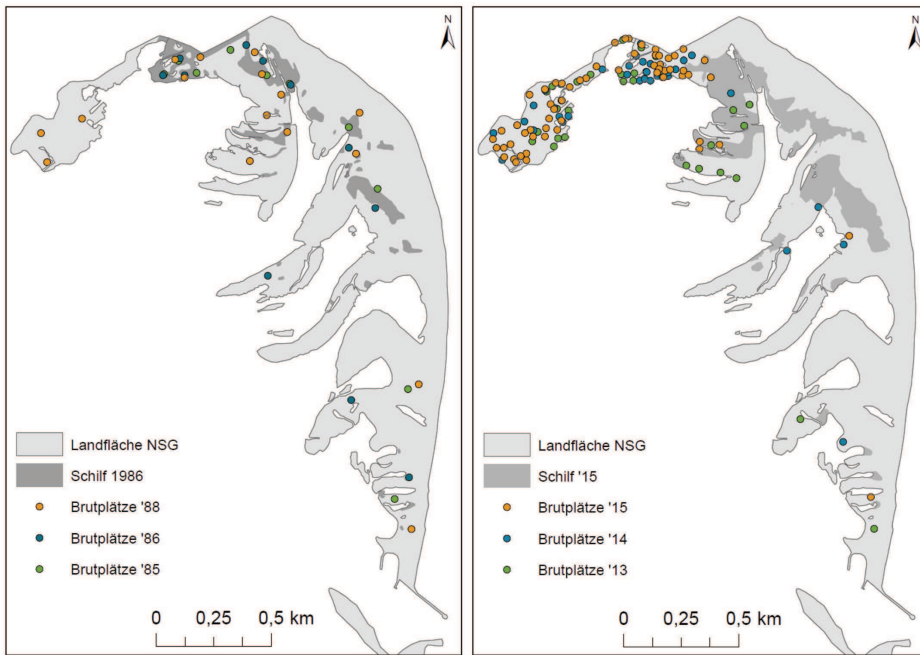 N
Landfläche NSG
Schilf 1986
Brutplätze '88
Brutplätze '86
Brutplätze '85
0 0,25 0,5 km
N
Landfläche NSG
Schilf '15
Brutplätze '15
Brutplätze '14
Brutplätze '13
0 0,25 0,5 km